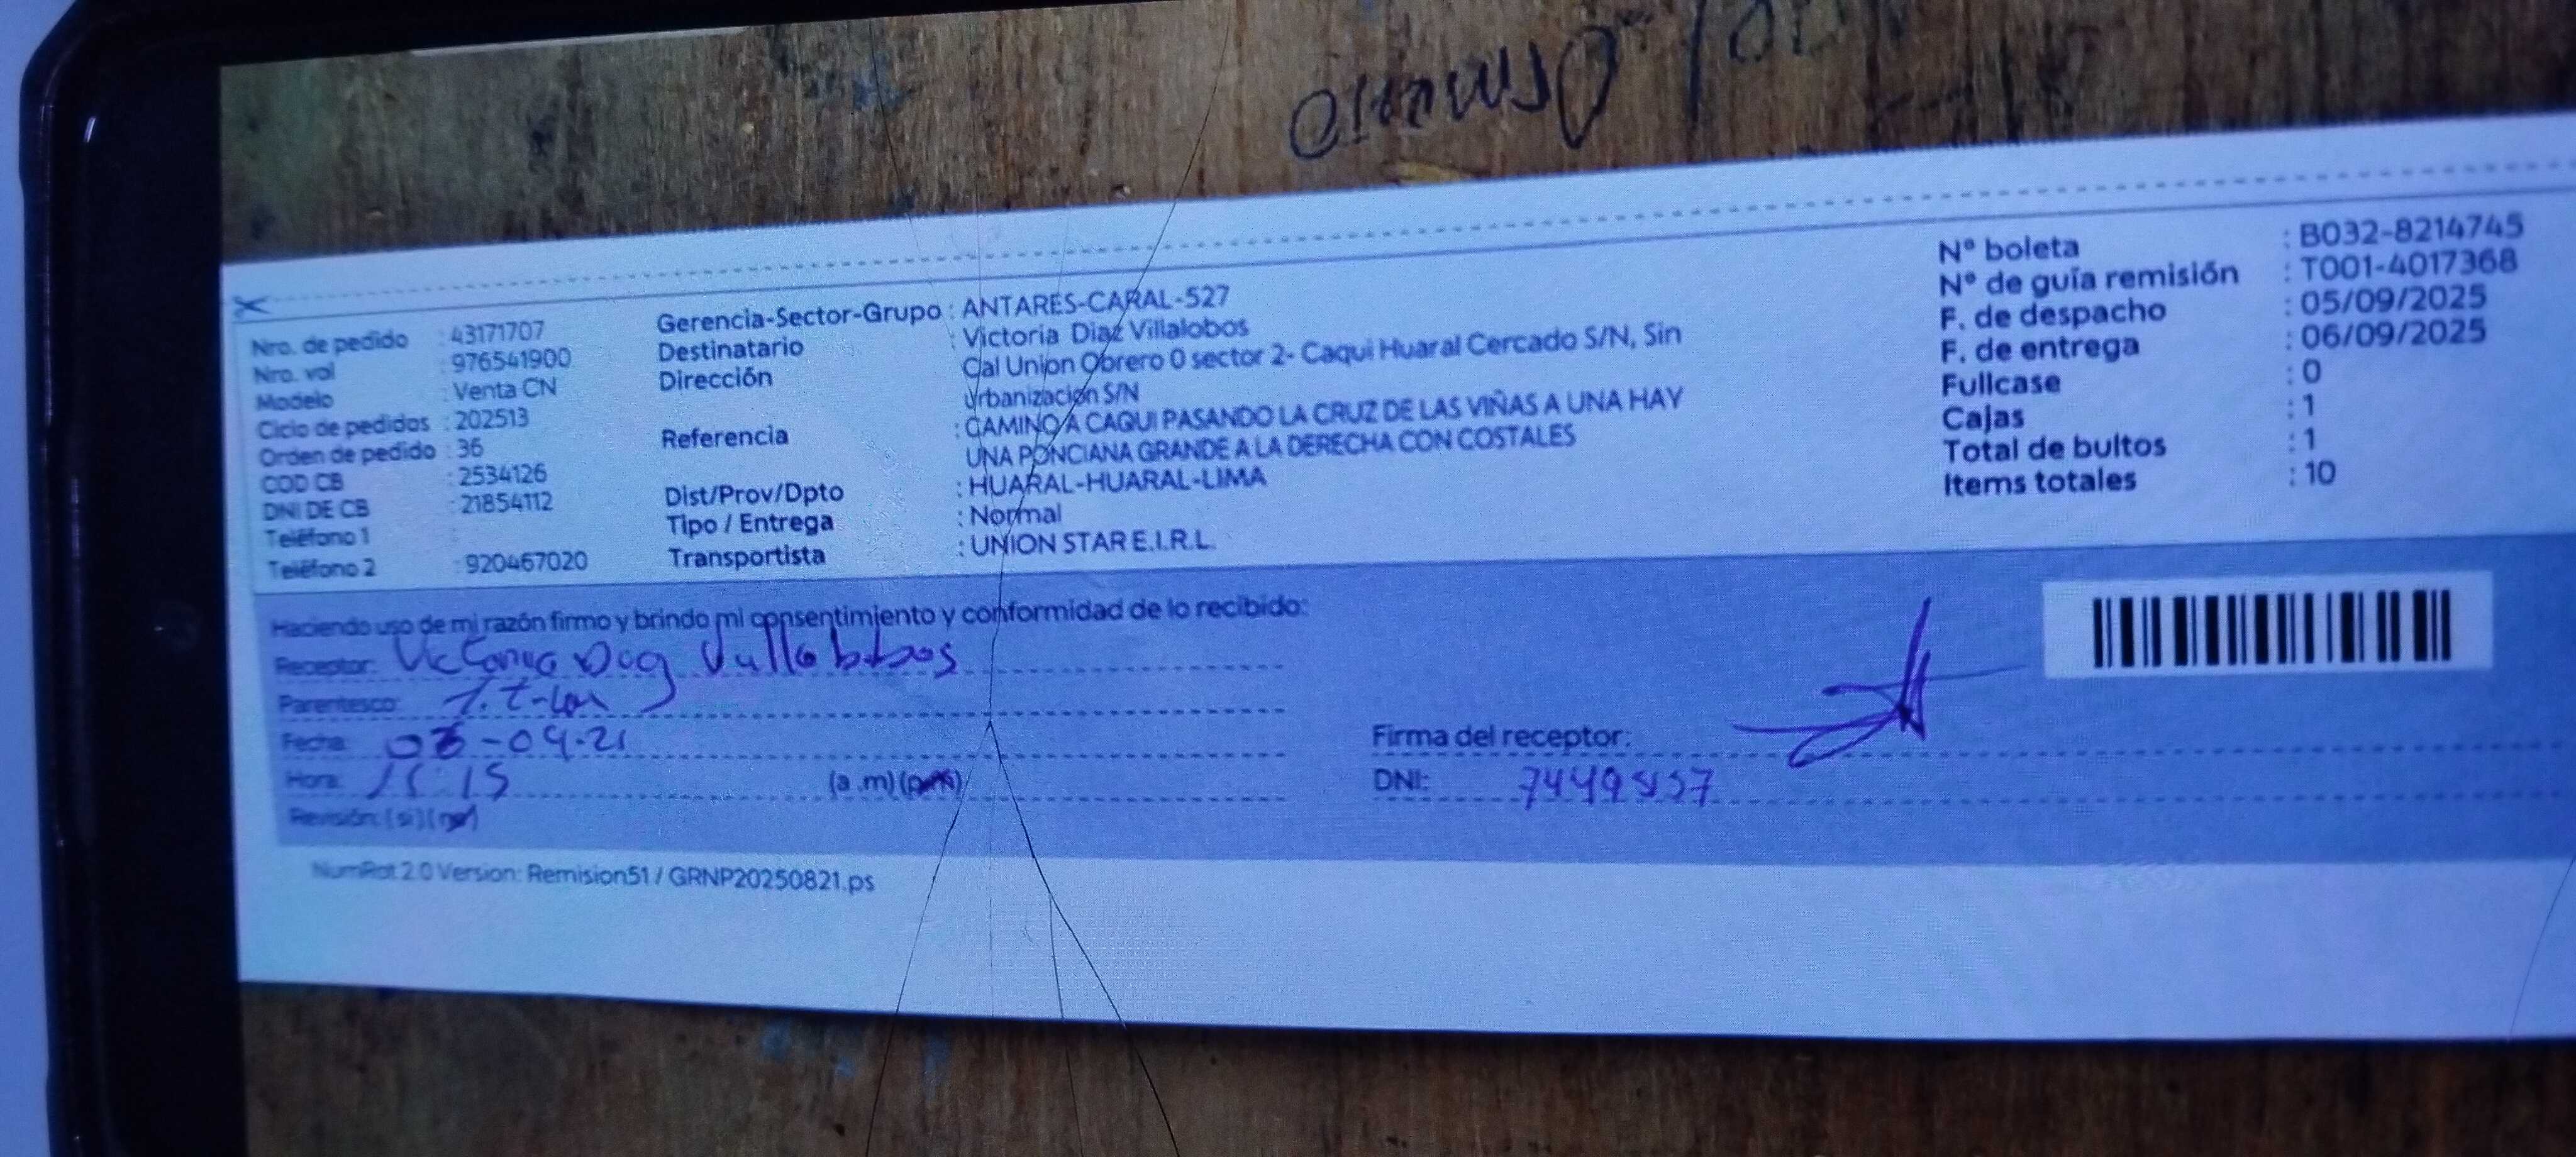 Nro. de pedido : 43171707
Nro. val : 976541900
Modelo : Venta CN
Ciclo de pedidos : 202513
Orden de pedido : 36
COD CB : 2534126
DNI DE CB : 21854112
Teléfono 1 :
Teléfono 2 : 920467020
Gerencia-Sector-Grupo : ANTARES-CARAL-527
Destinatario : Victoria Diaz Villalobos
Dirección : Cal Union Obrero 0 sector 2- Caqui Huaral Cercado S/N, Sin
Urbanización S/N
Referencia : CAMINO A CAQUI PASANDO LA CRUZ DE LAS VIÑAS A UNA HAY
UNA PONCIANA GRANDE A LA DERECHA CON COSTALES
Dist/Prov/Dpto : HUARAL-HUARAL-LIMA
Tipo / Entrega : Normal
Transportista : UNION STAR E.I.R.L.
N° boleta : B032-8214745
N° de guía remisión : T001-4017368
F. de despacho : 05/09/2025
F. de entrega : 06/09/2025
Fullcase : 0
Cajas : 1
Total de bultos : 1
Items totales : 10
Haciendo uso de mi razón firmo y brindo mi consentimiento y conformidad de lo recibido:
Receptor:
Parentesco:
Fecha:
Hora: (a.m) (p.m)
Revisión: (si) (no)
Firma del receptor:
DNI:
NumRot 2.0 Version: Remision51 / GRNP20250821.ps